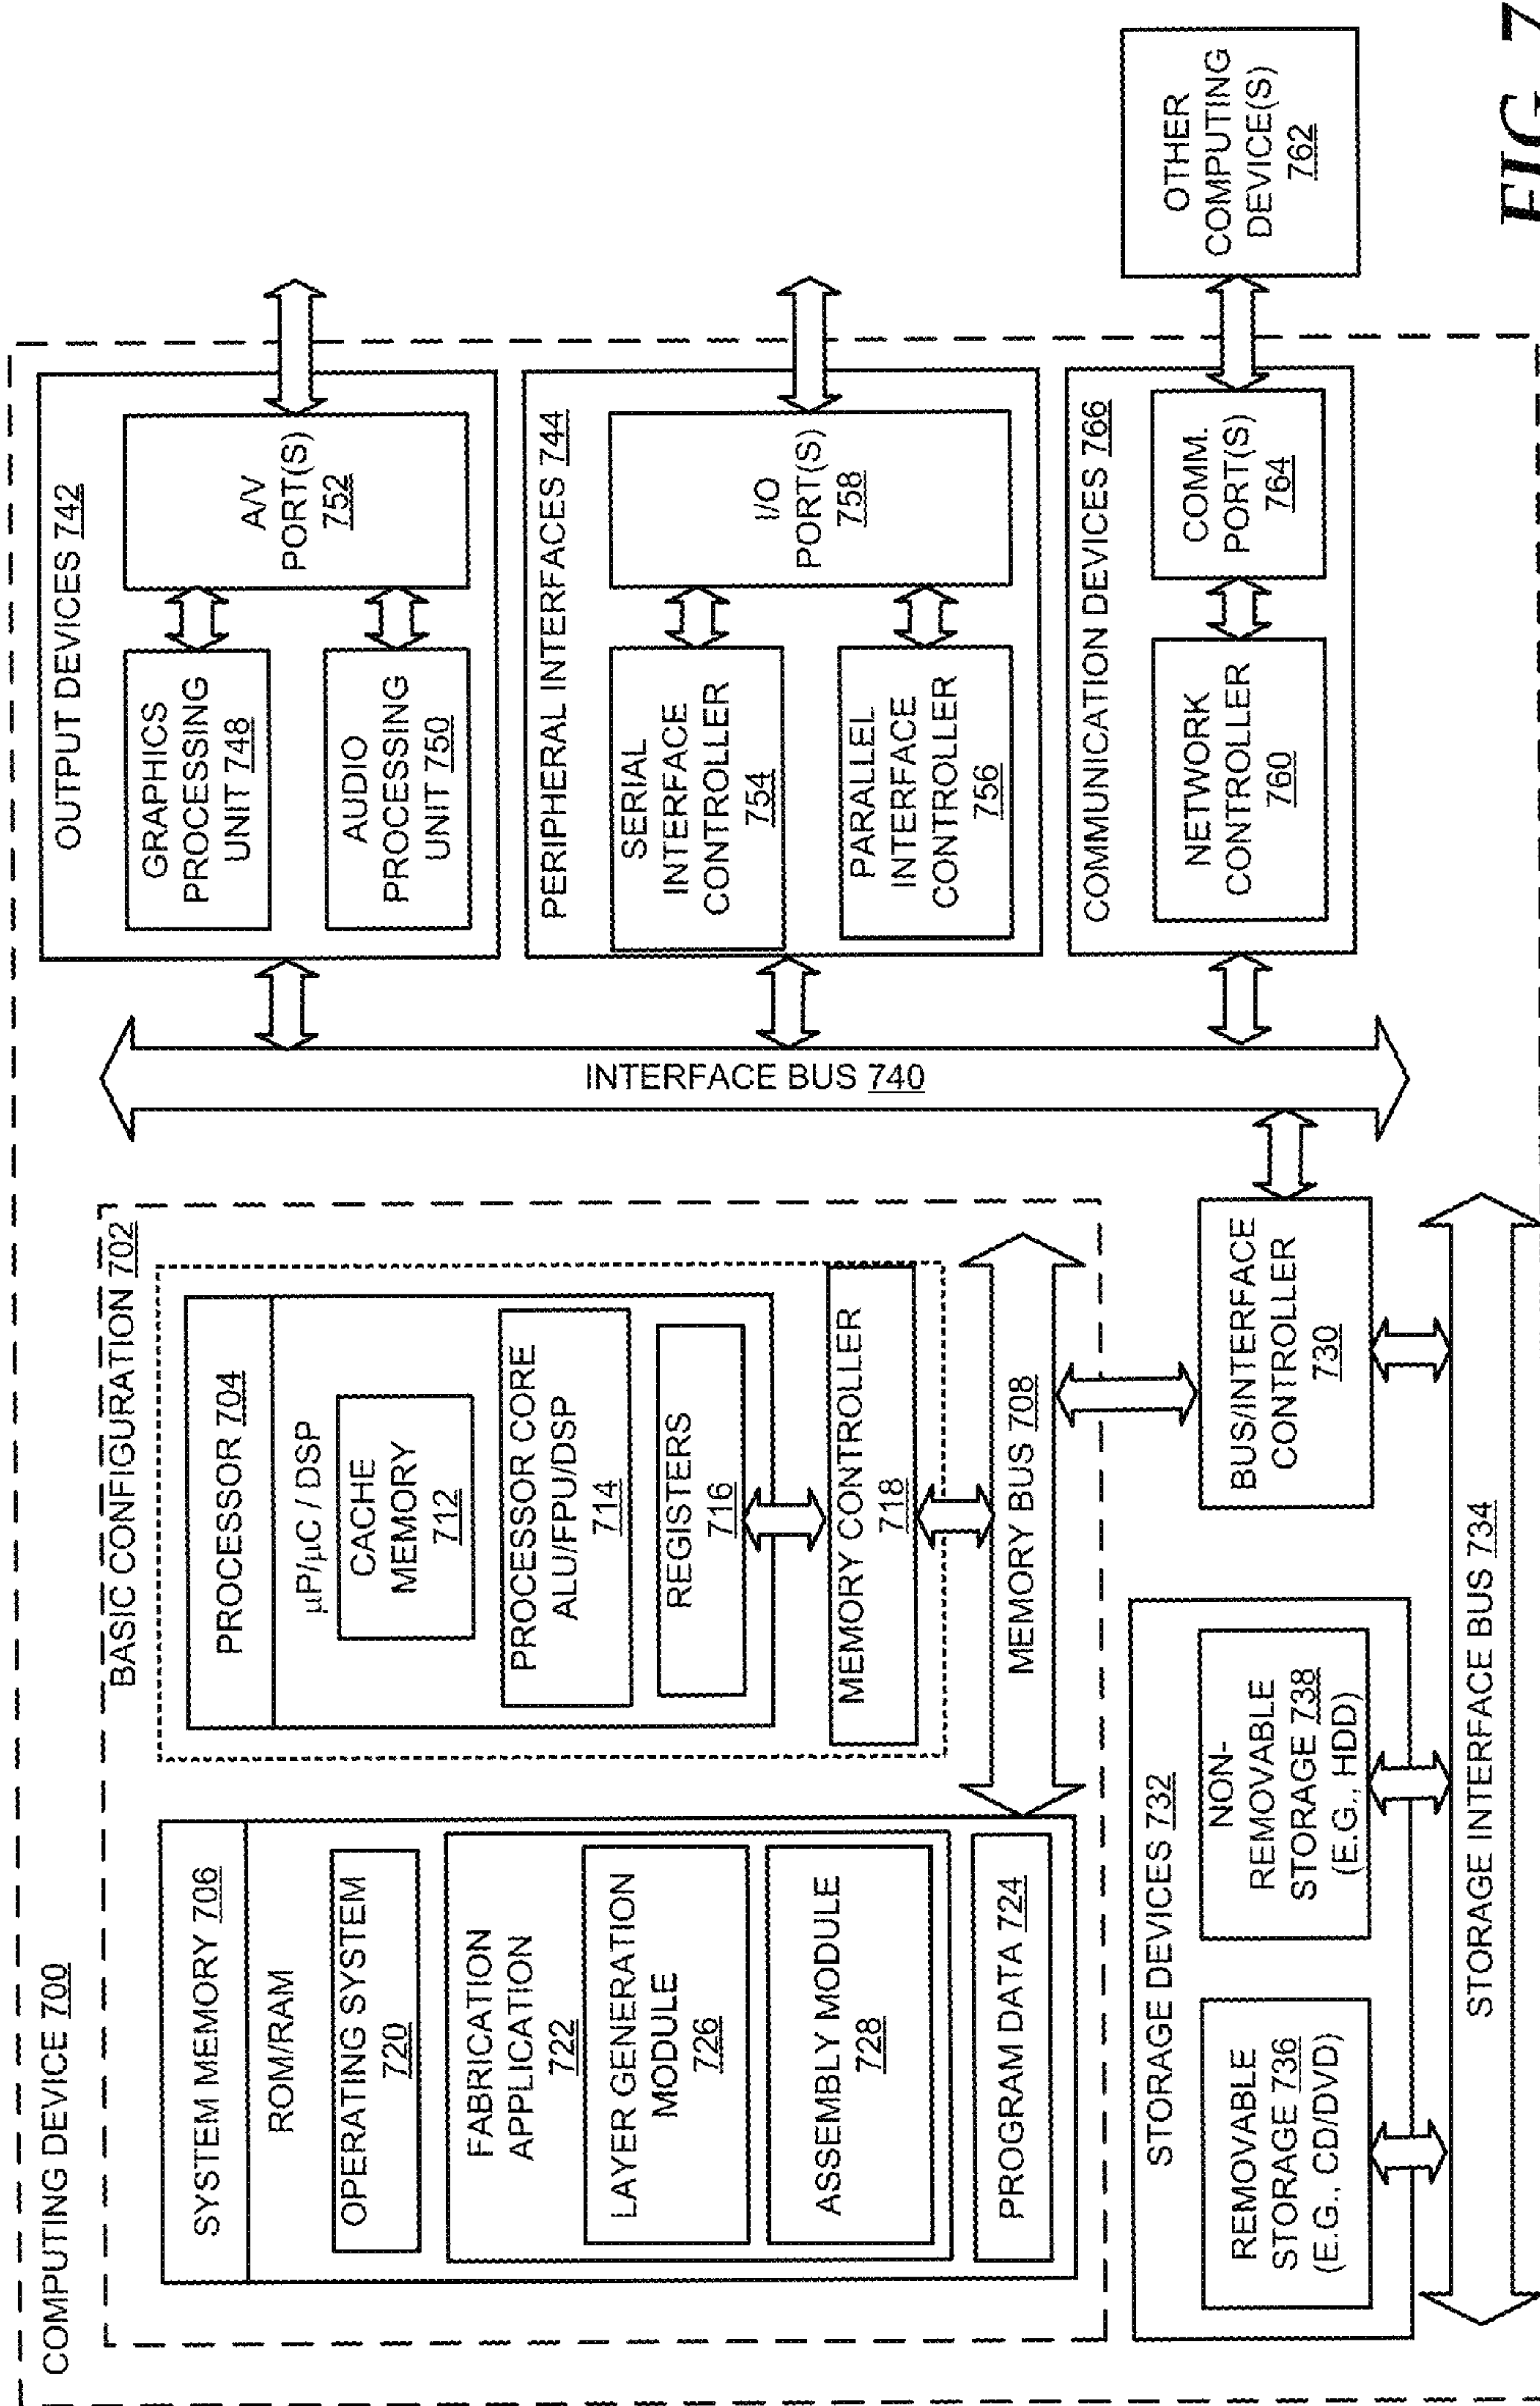 COMPUTING DEVICE 700
BASIC CONFIGURATION 702
SYSTEM MEMORY 706
ROM/RAM
OPERATING SYSTEM
720
FABRICATION
APPLICATION
722
LAYER GENERATION
MODULE
726
ASSEMBLY MODULE
728
PROGRAM DATA 724
PROCESSOR 704
µP/µC / DSP
CACHE
MEMORY
712
PROCESSOR CORE
ALU/FPU/DSP
714
REGISTERS
716
MEMORY CONTROLLER
718
MEMORY BUS 708
BUS/INTERFACE
CONTROLLER
730
STORAGE DEVICES 732
REMOVABLE
STORAGE 736
(E.G., CD/DVD)
NON-
REMOVABLE
STORAGE 738
(E.G., HDD)
STORAGE INTERFACE BUS 734
INTERFACE BUS 740
OUTPUT DEVICES 742
GRAPHICS
PROCESSING
UNIT 748
AUDIO
PROCESSING
UNIT 750
A/V
PORT(S)
752
PERIPHERAL INTERFACES 744
SERIAL
INTERFACE
CONTROLLER
754
PARALLEL
INTERFACE
CONTROLLER
756
I/O
PORT(S)
758
COMMUNICATION DEVICES 766
NETWORK
CONTROLLER
760
COMM.
PORT(S)
764
OTHER
COMPUTING
DEVICE(S)
762
FIG. 7